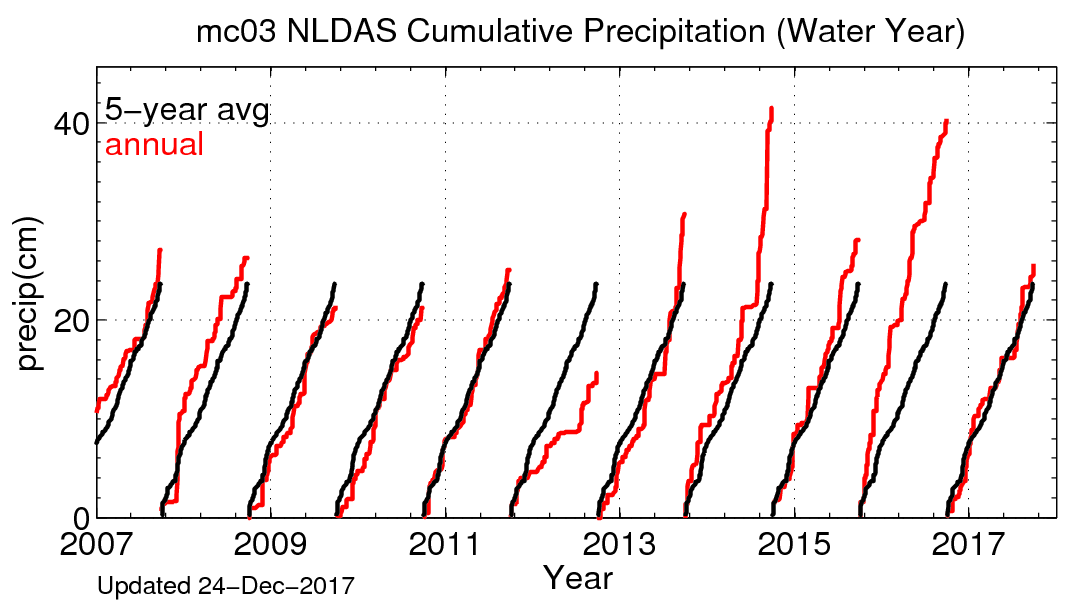 mc03 NLDAS Cumulative Precipitation (Water Year)
5−year avg
annual
precip(cm)
40
20
0
2007 2009 2011 2013 2015 2017
Year
Updated 24−Dec−2017